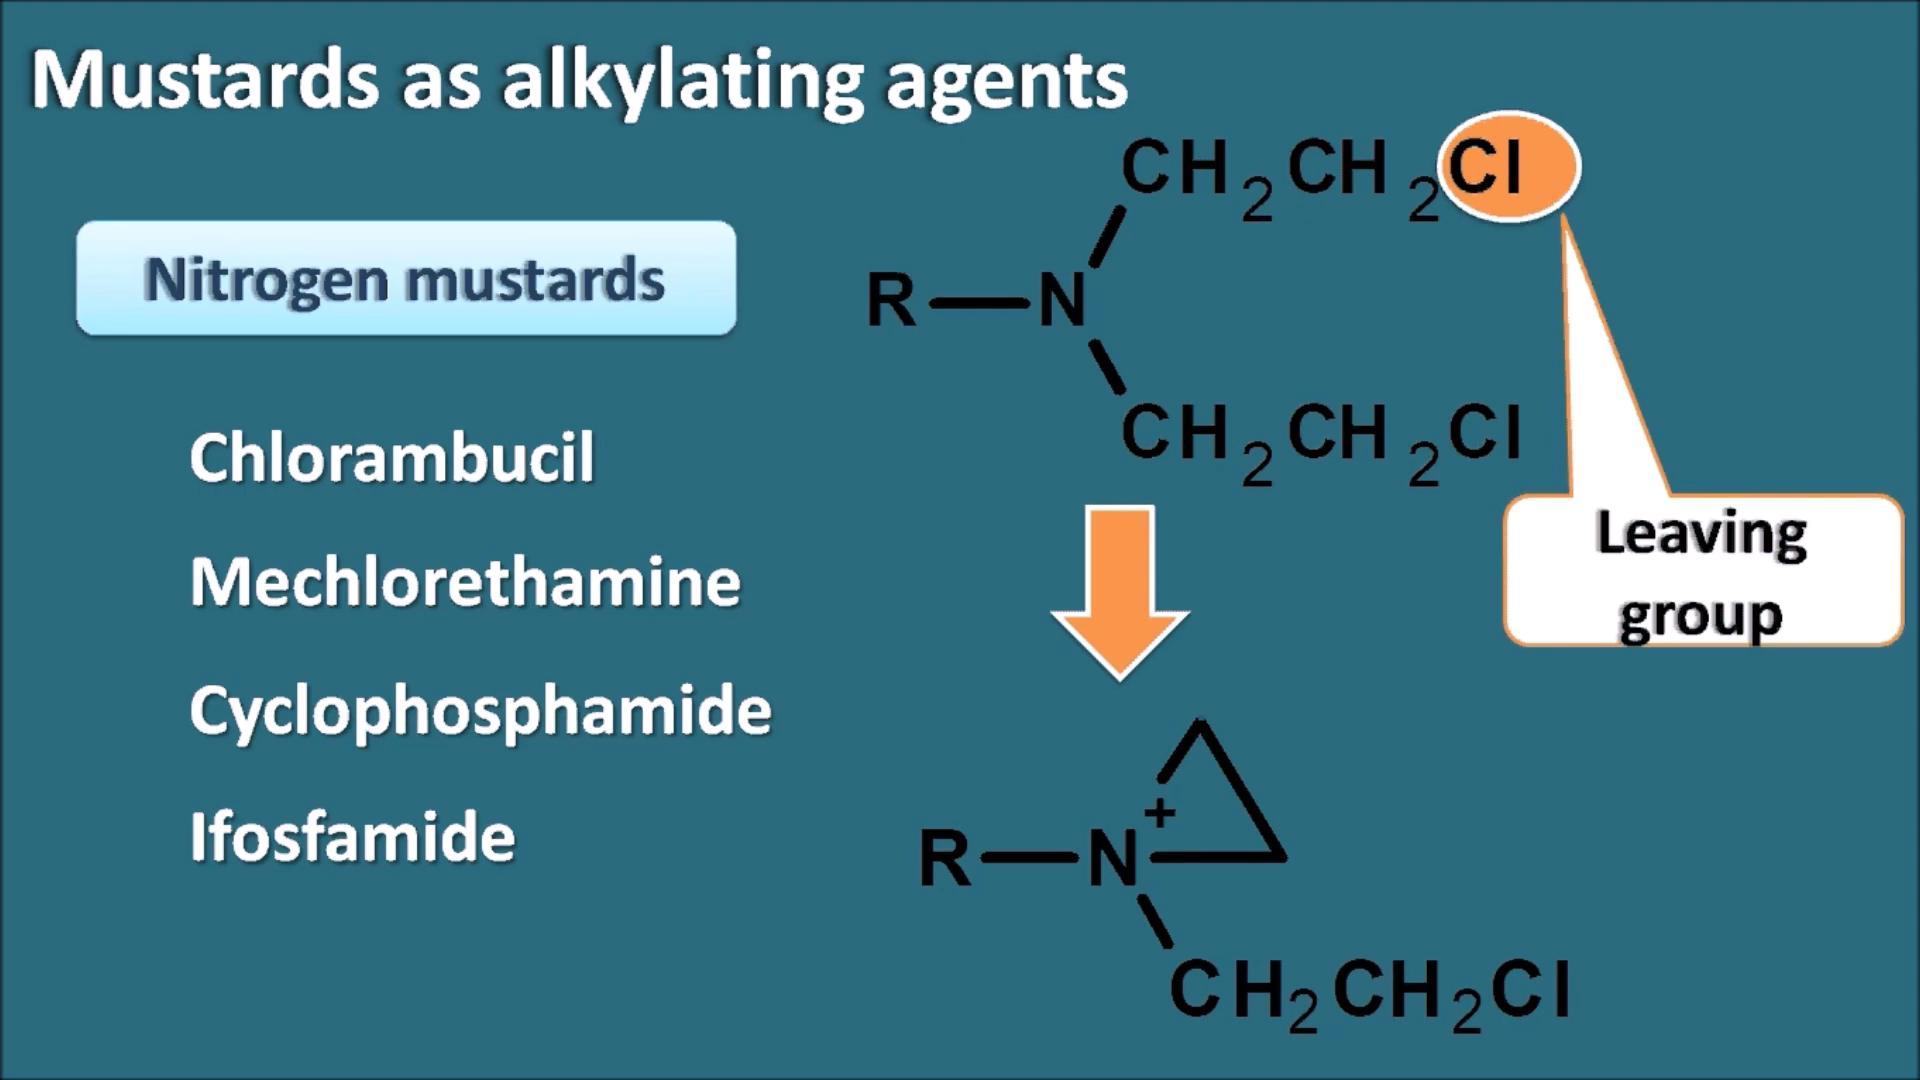 Mustards as alkylating agents
Nitrogen mustards
Chlorambucil
Mechlorethamine
Cyclophosphamide
Ifosfamide
CH2CH2Cl
R N
CH2CH2Cl
Leaving
group
R N+
CH2CH2Cl